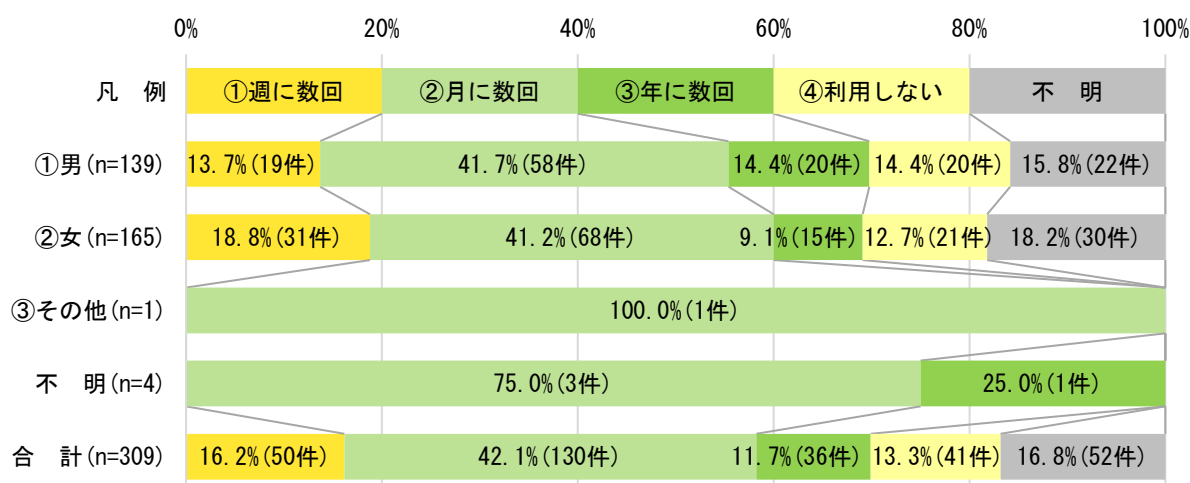 0% 20% 40% 60% 80% 100%
凡　例 ①週に数回 ②月に数回 ③年に数回 ④利用しない 不　明
①男(n=139) 13.7%(19件) 41.7%(58件) 14.4%(20件) 14.4%(20件) 15.8%(22件)
②女(n=165) 18.8%(31件) 41.2%(68件) 9.1%(15件) 12.7%(21件) 18.2%(30件)
③その他(n=1) 100.0%(1件)
不　明(n=4) 75.0%(3件) 25.0%(1件)
合　計(n=309) 16.2%(50件) 42.1%(130件) 11.7%(36件) 13.3%(41件) 16.8%(52件)